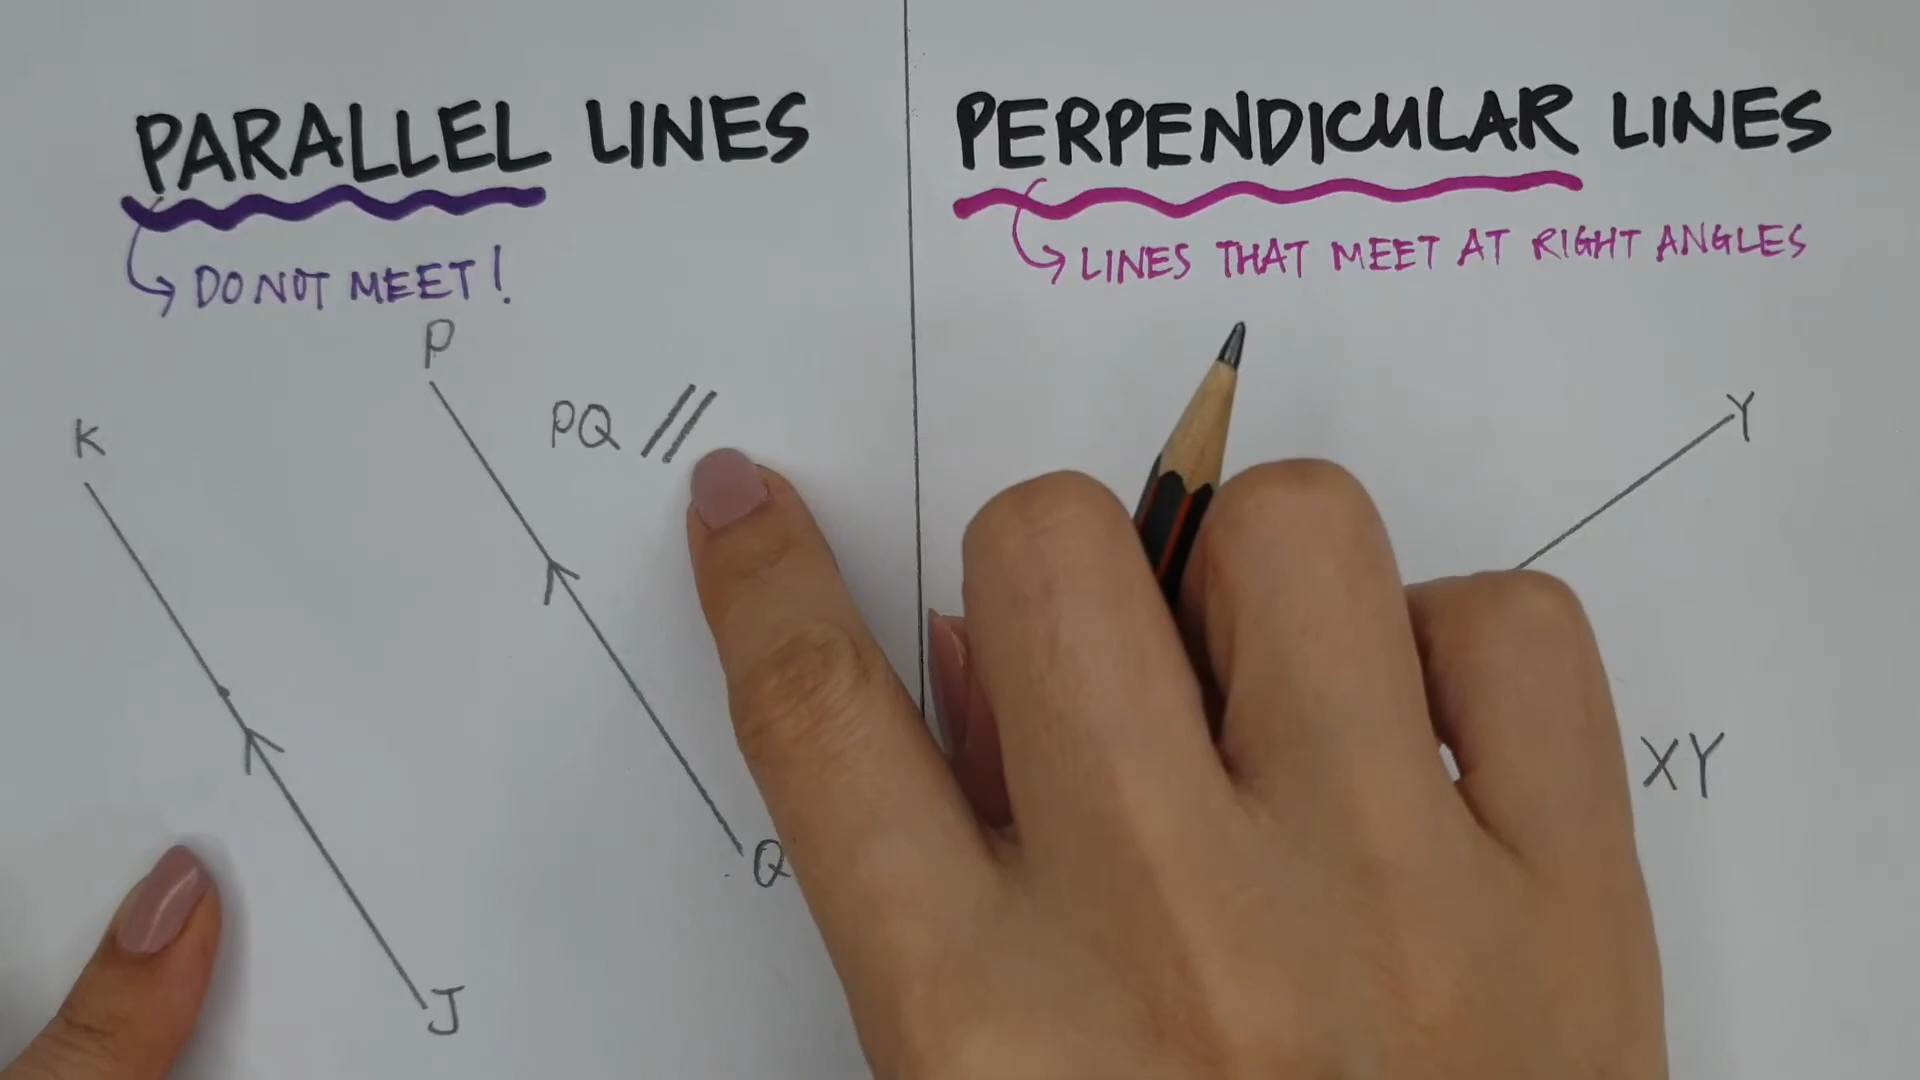 PARALLEL LINES
DO NOT MEET!
P
K
PQ //
Q
J
PERPENDICULAR LINES
LINES THAT MEET AT RIGHT ANGLES
Y
XY